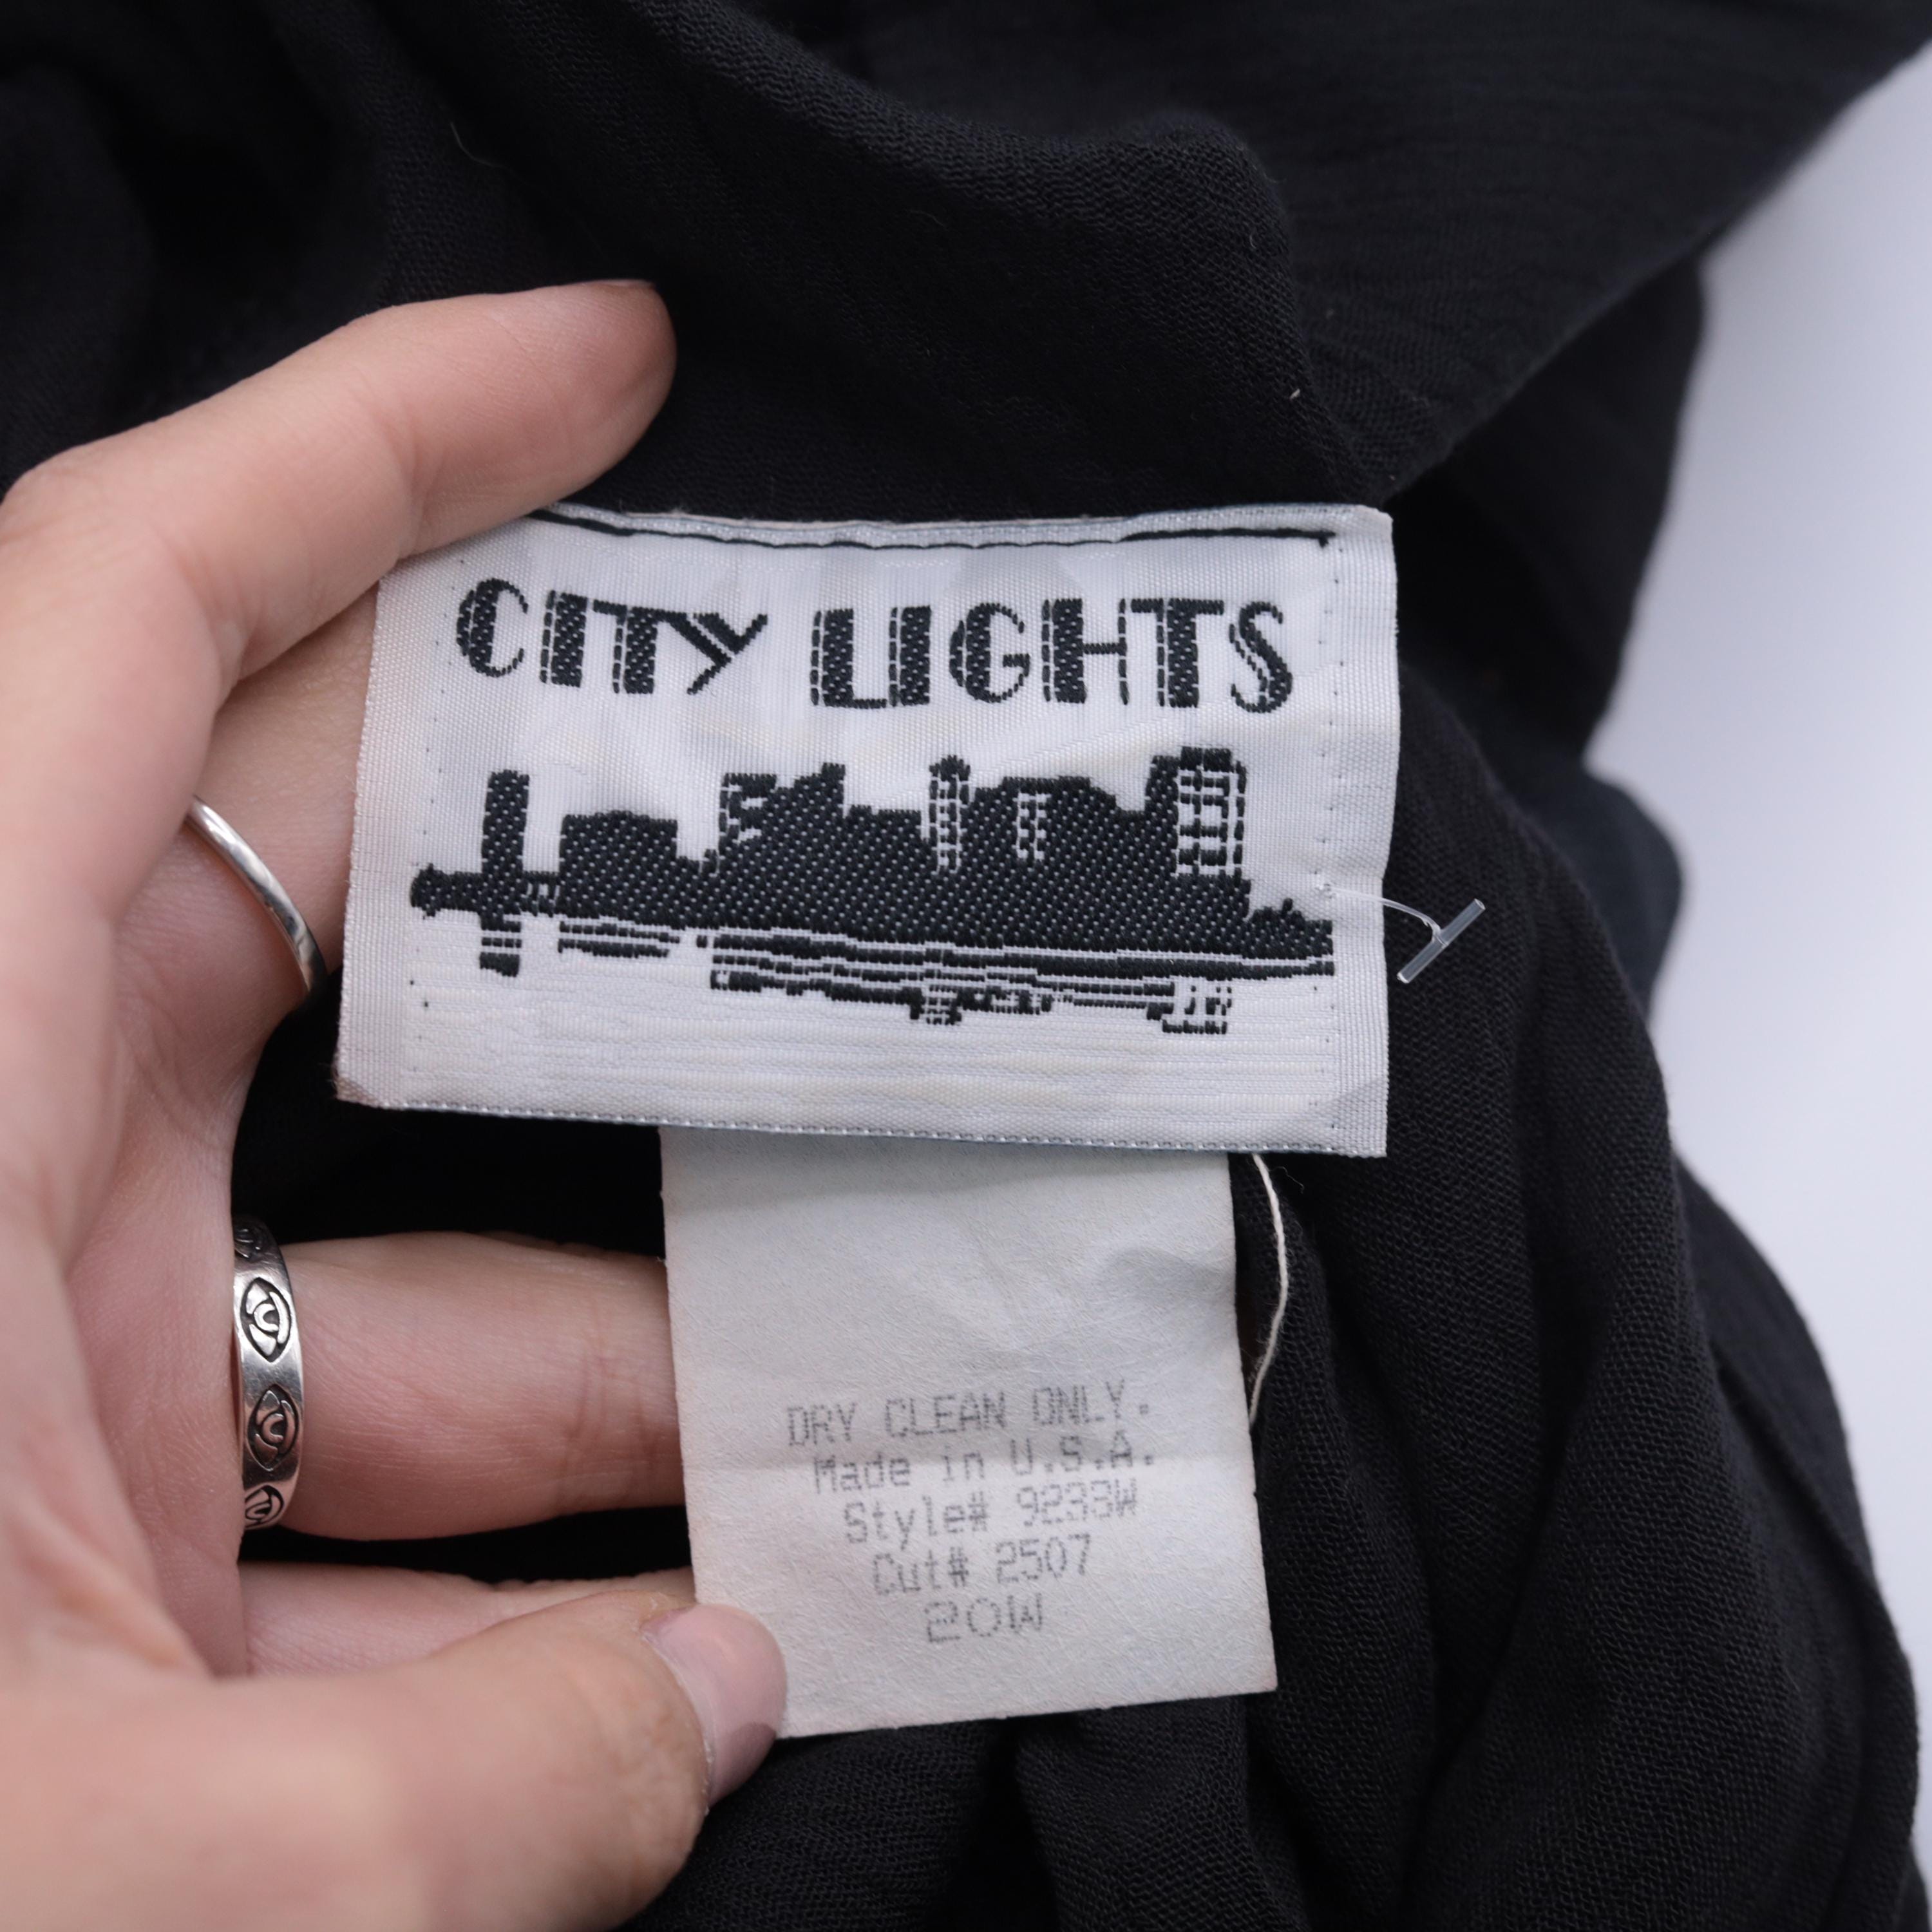 CITY LIGHTS
DRY CLEAN ONLY.
Made in U.S.A.
Style# 9233W
Cut# 2507
20W